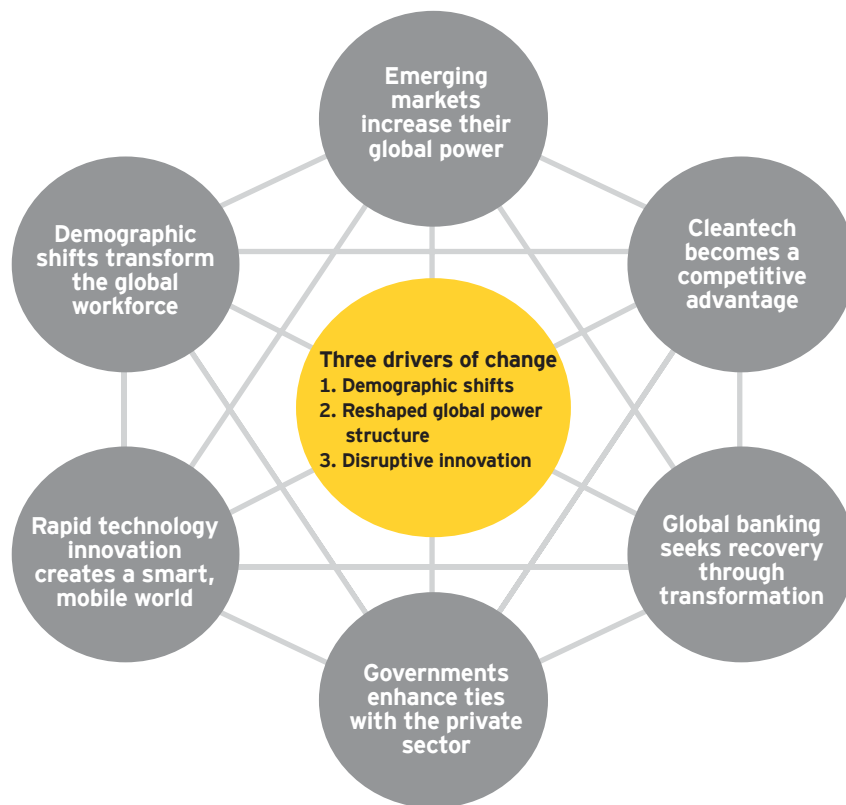 Emerging
markets
increase their
global power
Demographic
shifts transform
the global
workforce
Cleantech
becomes a
competitive
advantage
Three drivers of change
1. Demographic shifts
2. Reshaped global power
structure
3. Disruptive innovation
Rapid technology
innovation
creates a smart,
mobile world
Global banking
seeks recovery
through
transformation
Governments
enhance ties
with the private
sector